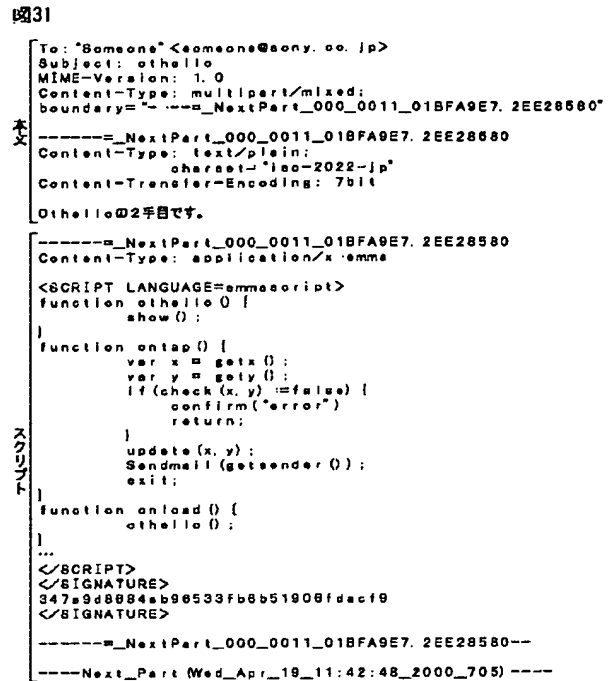 図31
To: "Someone"<someone@sony.co.jp>
Subject: othello
MIME-Version: 1.0
Content-Type: multipart/mixed;
boundary="- ---=_NextPart_000_0011_01BFA9E7.2EE28580"
本文
------=_NextPart_000_0011_01BFA9E7.2EE28580
Content-Type: text/plain;
charset="iso-2022-jp"
Content-Transfer-Encoding: 7bit
Othelloの2手目です。
------=_NextPart_000_0011_01BFA9E7.2EE28580
Content-Type: application/x-emma
<SCRIPT LANGUAGE=emmascript>
function othello() {
show();
}
function ontap() {
var x = getx();
var y = gety();
if(check(x, y) :=false) {
confirm("error")
return;
}
update(x, y);
Sendmail(getsender());
exit;
}
function onload() {
othello();
}
...
スクリプト
</SCRIPT>
</SIGNATURE>
347a9d8684ab96533fb6b51906fdacf9
</SIGNATURE>
------=_NextPart_000_0011_01BFA9E7.2EE28580--
----Next_Part(Wed_Apr_19_11:42:48_2000_705)----